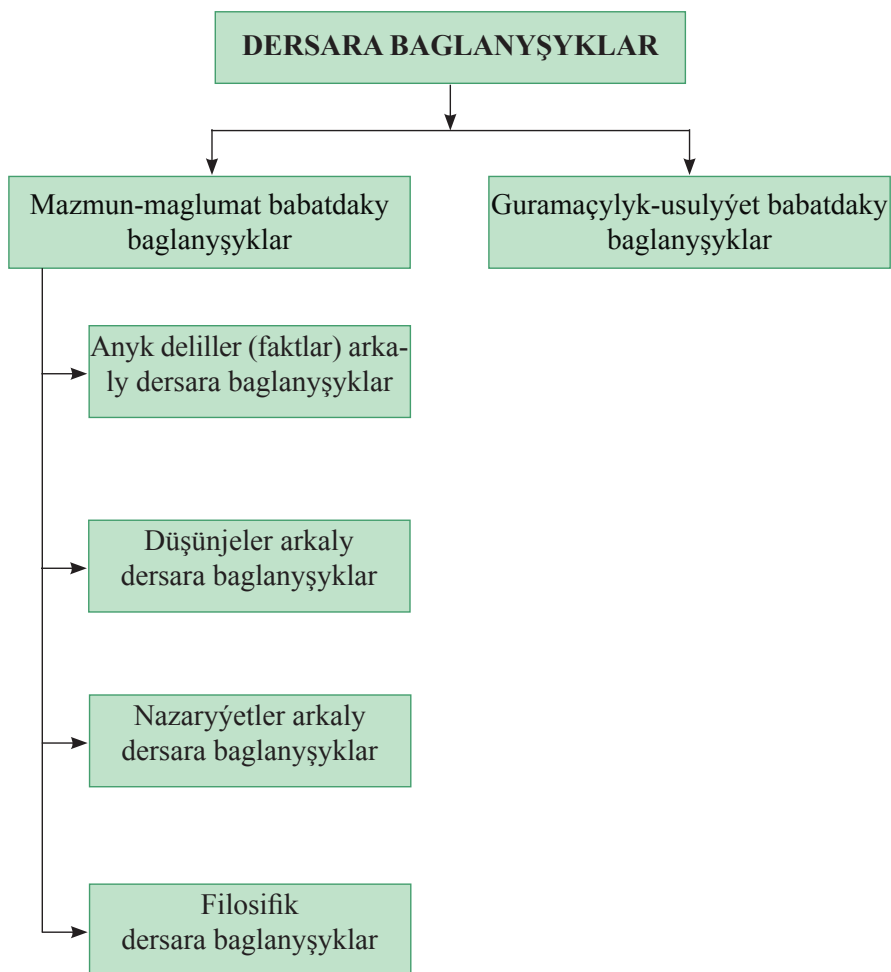 DERSARA BAGLANYŞYKLAR
Mazmun-maglumat babatdaky
baglanyşyklar
Guramaçylyk-usulyýet babatdaky
baglanyşyklar
Anyk deliller (faktlar) arka-
ly dersara baglanyşyklar
Düşünjeler arkaly
dersara baglanyşyklar
Nazaryýetler arkaly
dersara baglanyşyklar
Filosifik
dersara baglanyşyklar